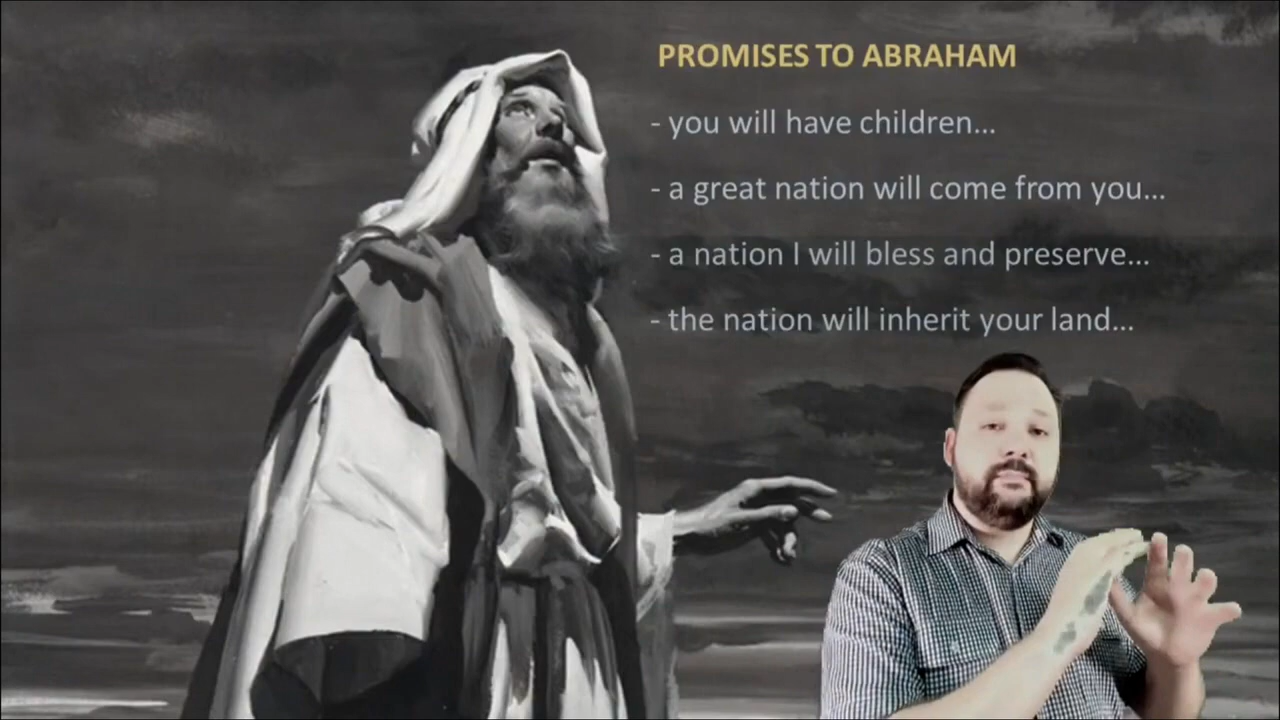 PROMISES TO ABRAHAM
- you will have children...
- a great nation will come from you...
- a nation I will bless and preserve...
- the nation will inherit your land...